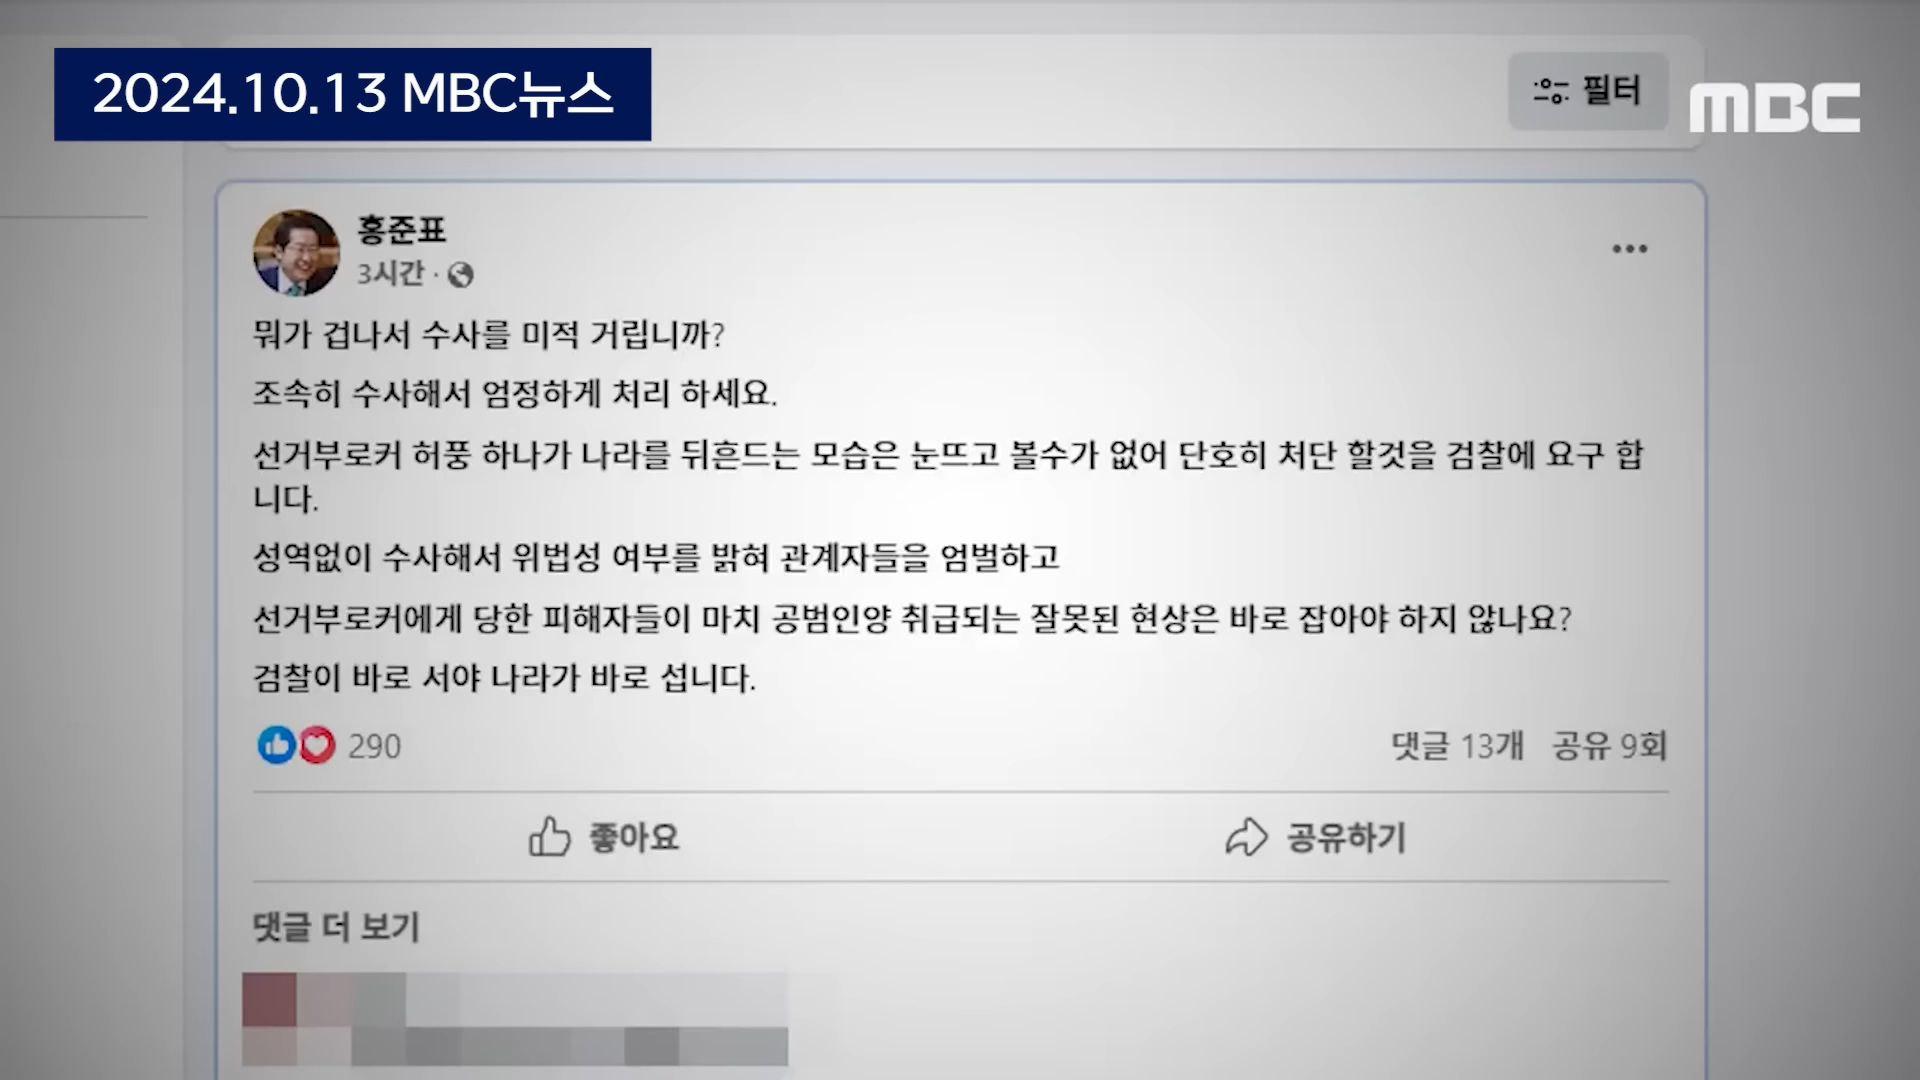 2024.10.13 MBC뉴스
필터
MBC
홍준표
3시간 ·
뭐가 겁나서 수사를 미적 거립니까?
조속히 수사해서 엄정하게 처리 하세요.
선거부로커 허풍 하나가 나라를 뒤흔드는 모습은 눈뜨고 볼수가 없어 단호히 처단 할것을 검찰에 요구 합
니다.
성역없이 수사해서 위법성 여부를 밝혀 관계자들을 엄벌하고
선거부로커에게 당한 피해자들이 마치 공범인양 취급되는 잘못된 현상은 바로 잡아야 하지 않나요?
검찰이 바로 서야 나라가 바로 섭니다.
290
댓글 13개 공유 9회
좋아요
공유하기
댓글 더 보기